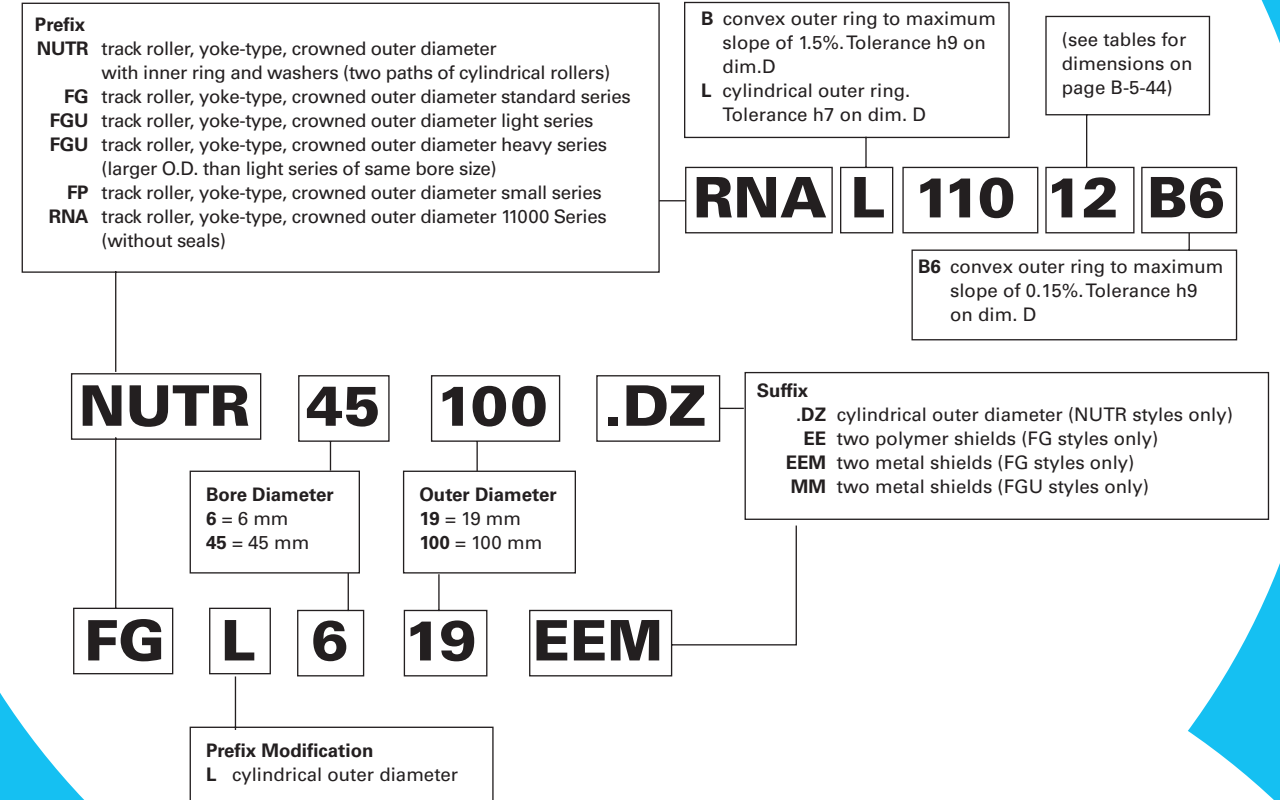 Prefix
NUTR track roller, yoke-type, crowned outer diameter
with inner ring and washers (two paths of cylindrical rollers)
FG track roller, yoke-type, crowned outer diameter standard series
FGU track roller, yoke-type, crowned outer diameter light series
FGU track roller, yoke-type, crowned outer diameter heavy series
(larger O.D. than light series of same bore size)
FP track roller, yoke-type, crowned outer diameter small series
RNA track roller, yoke-type, crowned outer diameter 11000 Series
(without seals)
B convex outer ring to maximum
slope of 1.5%. Tolerance h9 on
dim.D
L cylindrical outer ring.
Tolerance h7 on dim. D
(see tables for
dimensions on
page B-5-44)
RNA L 110 12 B6
B6 convex outer ring to maximum
slope of 0.15%. Tolerance h9
on dim. D
NUTR 45 100 .DZ
Suffix
.DZ cylindrical outer diameter (NUTR styles only)
EE two polymer shields (FG styles only)
EEM two metal shields (FG styles only)
MM two metal shields (FGU styles only)
Bore Diameter
6 = 6 mm
45 = 45 mm
Outer Diameter
19 = 19 mm
100 = 100 mm
FG L 6 19 EEM
Prefix Modification
L cylindrical outer diameter